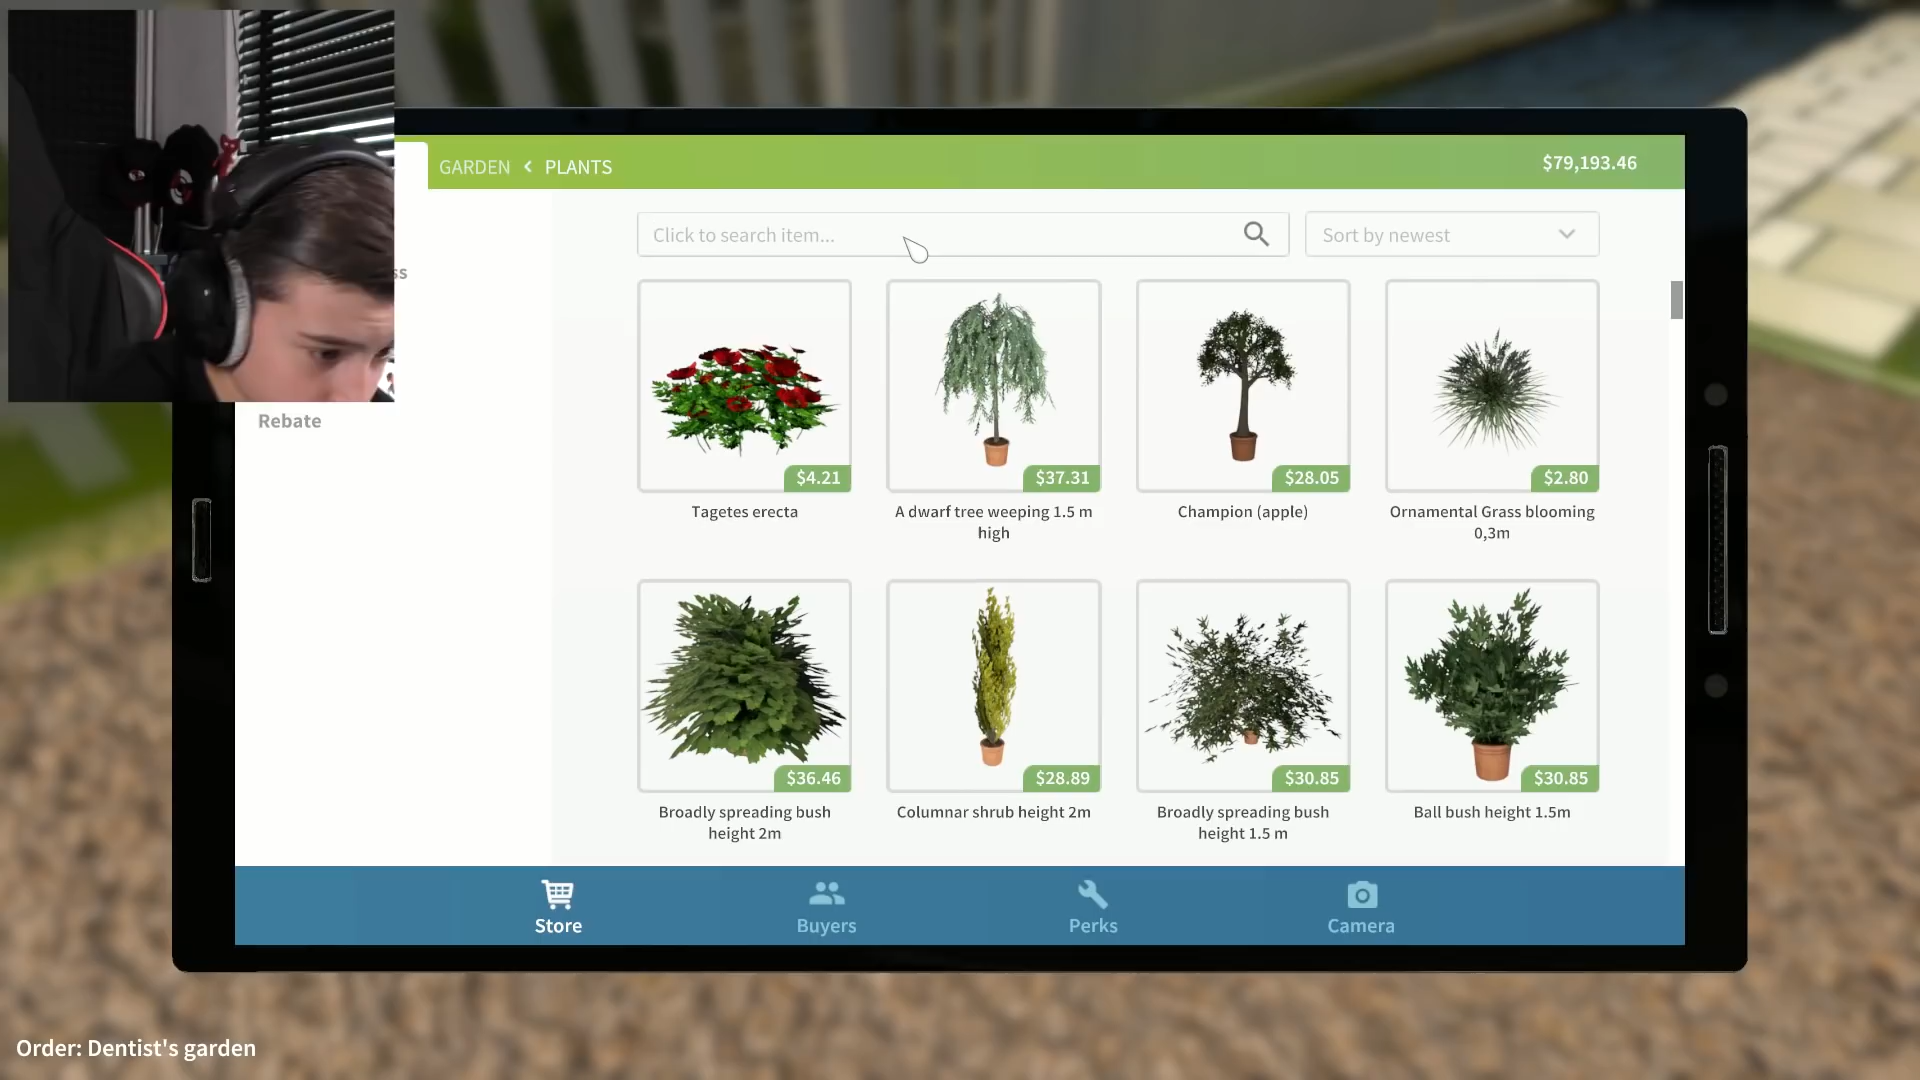 GARDEN < PLANTS
$79,193.46
Click to search item...
Sort by newest
ss
Rebate
$4.21
$37.31
$28.05
$2.80
Tagetes erecta
A dwarf tree weeping 1.5 m
high
Champion (apple)
Ornamental Grass blooming
0,3m
$36.46
$28.89
$30.85
$30.85
Broadly spreading bush
height 2m
Columnar shrub height 2m
Broadly spreading bush
height 1.5 m
Ball bush height 1.5m
Store
Buyers
Perks
Camera
Order: Dentist's garden